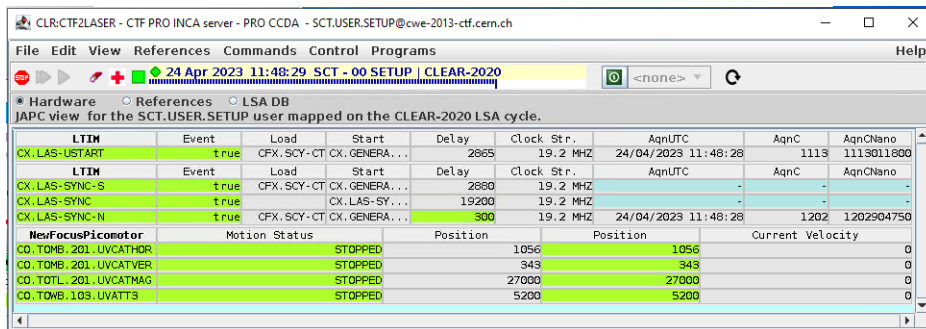 CLR:CTF2LASER - CTF PRO INCA server - PRO CCDA - SCT.USER.SETUP@cwe-2013-ctf.cern.ch
File Edit View References Commands Control Programs Help
STOP 24 Apr 2023 11:48:29 SCT - 00 SETUP | CLEAR-2020 <none>
Hardware References LSA DB
JAPC view for the SCT.USER.SETUP user mapped on the CLEAR-2020 LSA cycle.
LTIM Event Load Start Delay Clock Str. AqnUTC AqnC AqnCNano
CX.LAS-USTART true CFX.SCY-CT CX.GENERA... 2865 19.2 MHZ 24/04/2023 11:48:28 1113 1113011800
LTIM Event Load Start Delay Clock Str. AqnUTC AqnC AqnCNano
CX.LAS-SYNC-S true CFX.SCY-CT CX.GENERA... 2880 19.2 MHZ - - -
CX.LAS-SYNC true CX.LAS-SY... 19200 19.2 MHZ - - -
CX.LAS-SYNC-N true CFX.SCY-CT CX.GENERA... 300 19.2 MHZ 24/04/2023 11:48:28 1202 1202904750
NewFocusPicomotor Motion Status Position Position Current Velocity
CO.TOMB.201.UVCATHOR STOPPED 1056 1056 0
CO.TOMB.201.UVCATVER STOPPED 343 343 0
CO.TOTL.201.UVCATMAG STOPPED 27000 27000 0
CO.TOWB.103.UVATT3 STOPPED 5200 5200 0